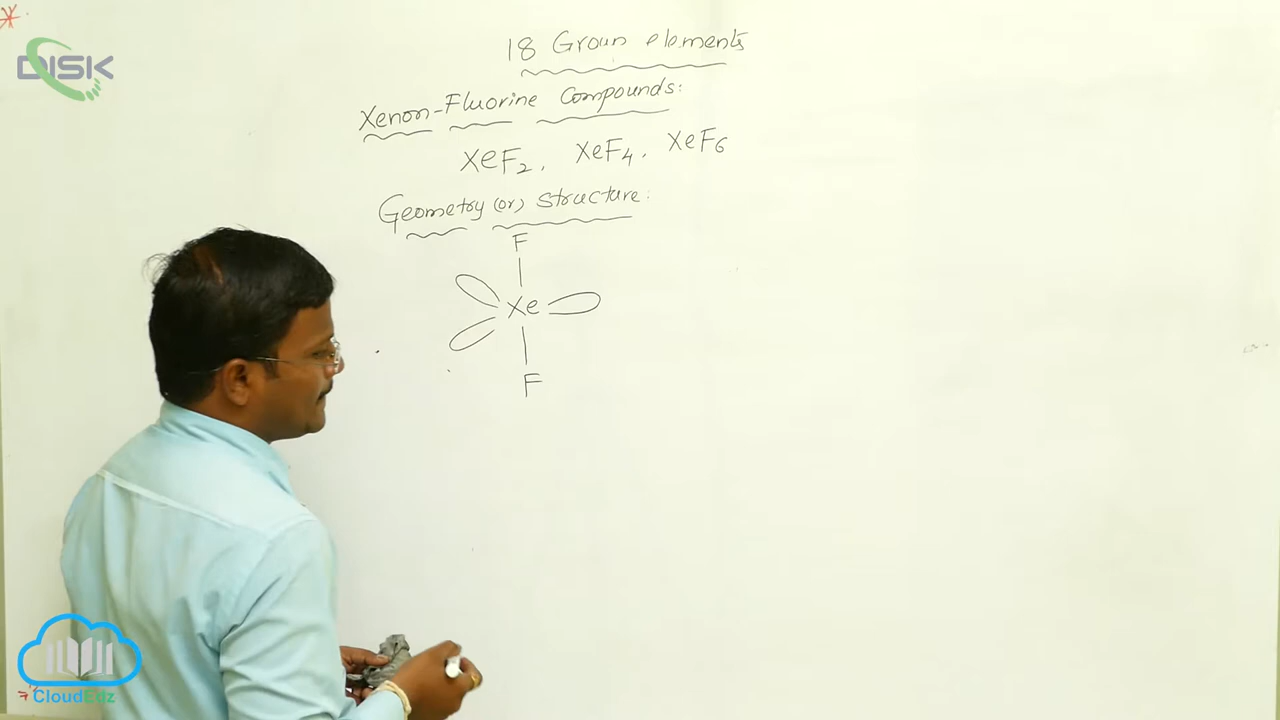 DISK
18 Group elements
Xenon-Fluorine Compounds:
XeF2, XeF4, XeF6
Geometry (or) structure:
F
Xe
F
CloudEdz